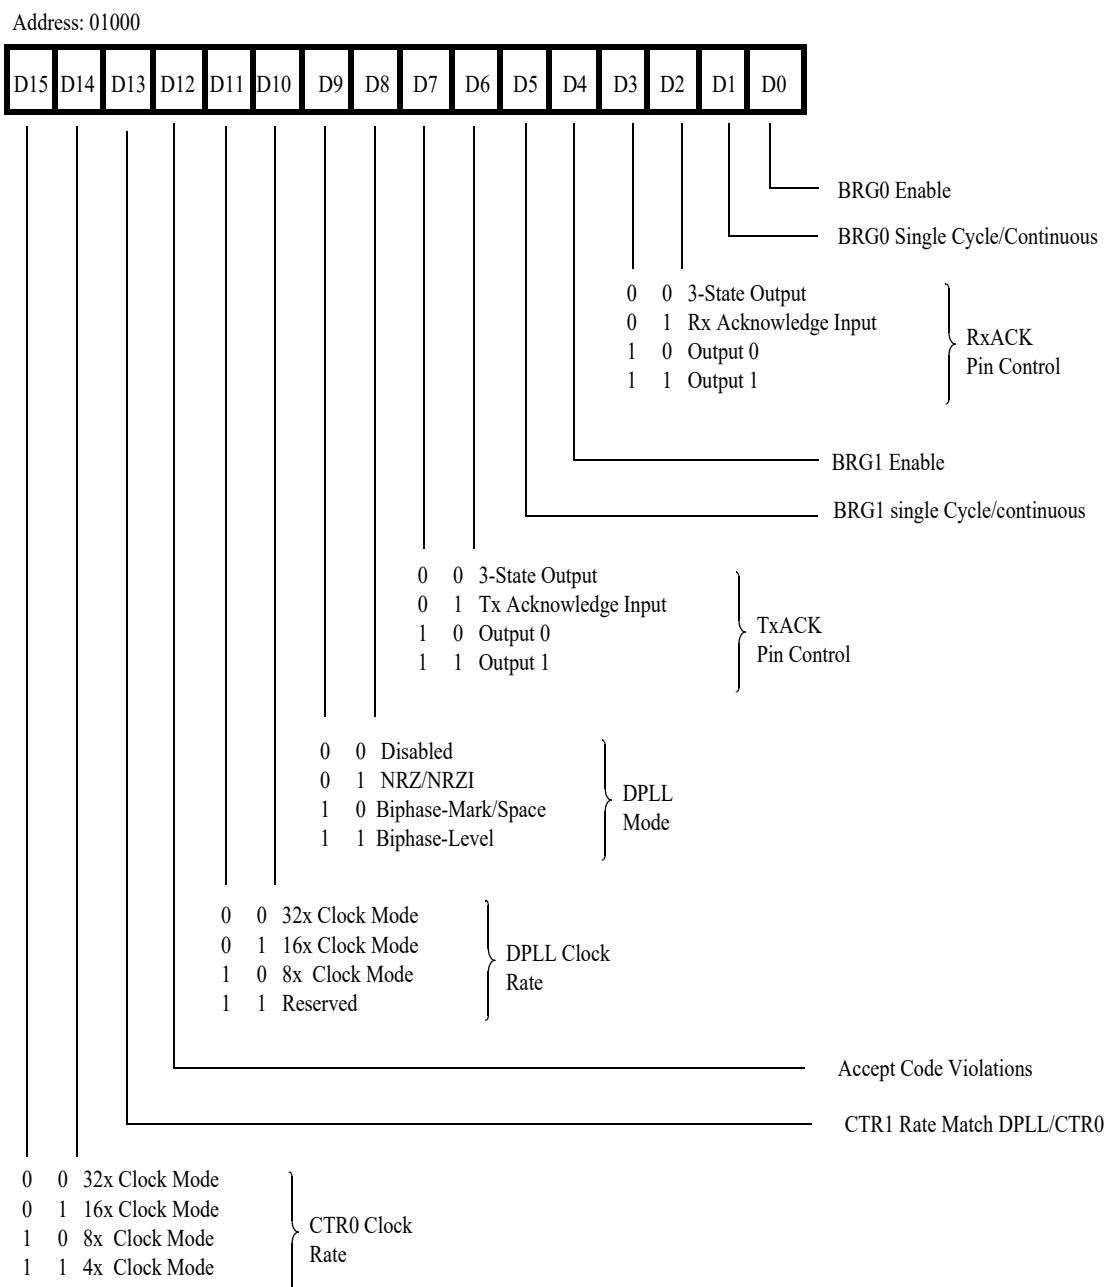 Address: 01000
D15 D14 D13 D12 D11 D10 D9 D8 D7 D6 D5 D4 D3 D2 D1 D0
BRG0 Enable
BRG0 Single Cycle/Continuous
0 0 3-State Output
0 1 Rx Acknowledge Input
1 0 Output 0
1 1 Output 1
RxACK
Pin Control
BRG1 Enable
BRG1 single Cycle/continuous
0 0 3-State Output
0 1 Tx Acknowledge Input
1 0 Output 0
1 1 Output 1
TxACK
Pin Control
0 0 Disabled
0 1 NRZ/NRZI
1 0 Biphase-Mark/Space
1 1 Biphase-Level
DPLL
Mode
0 0 32x Clock Mode
0 1 16x Clock Mode
1 0 8x Clock Mode
1 1 Reserved
DPLL Clock
Rate
Accept Code Violations
CTR1 Rate Match DPLL/CTR0
0 0 32x Clock Mode
0 1 16x Clock Mode
1 0 8x Clock Mode
1 1 4x Clock Mode
CTR0 Clock
Rate